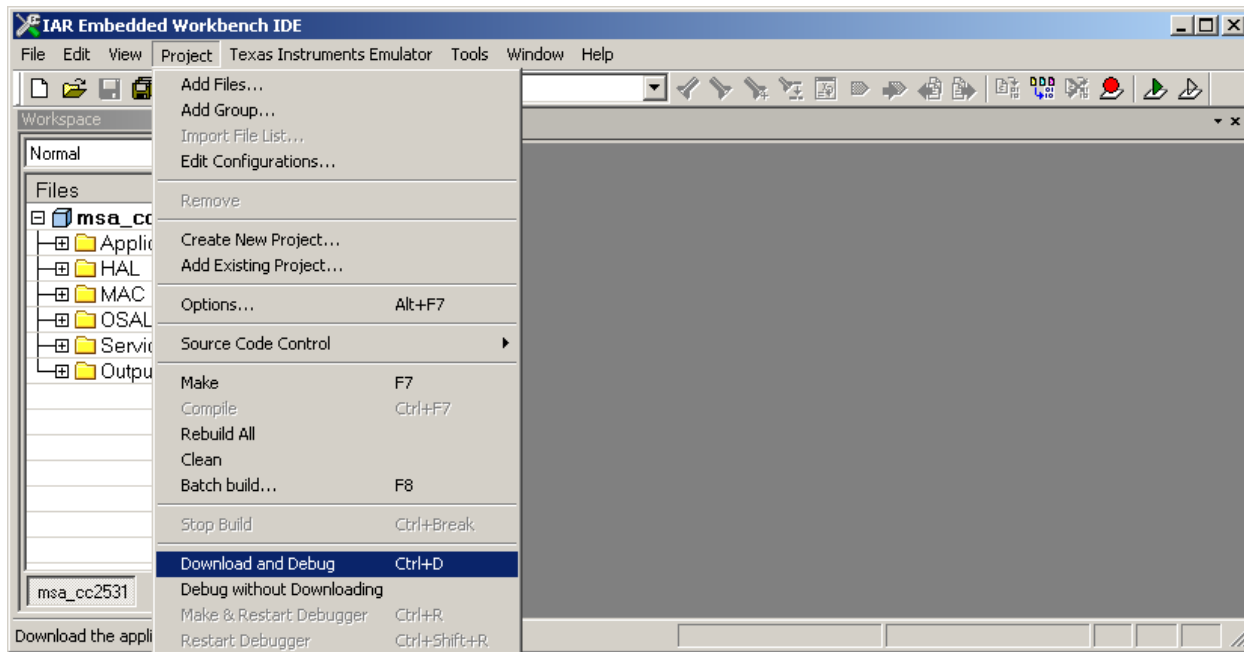 IAR Embedded Workbench IDE
File Edit View Project Texas Instruments Emulator Tools Window Help
Workspace
Normal
Files
msa_cc
Applic
HAL
MAC
OSAL
Servic
Outpu
msa_cc2531
Add Files...
Add Group...
Import File List...
Edit Configurations...
Remove
Create New Project...
Add Existing Project...
Options... Alt+F7
Source Code Control
Make F7
Compile Ctrl+F7
Rebuild All
Clean
Batch build... F8
Stop Build Ctrl+Break
Download and Debug Ctrl+D
Debug without Downloading
Make & Restart Debugger Ctrl+R
Restart Debugger Ctrl+Shift+R
Download the appli